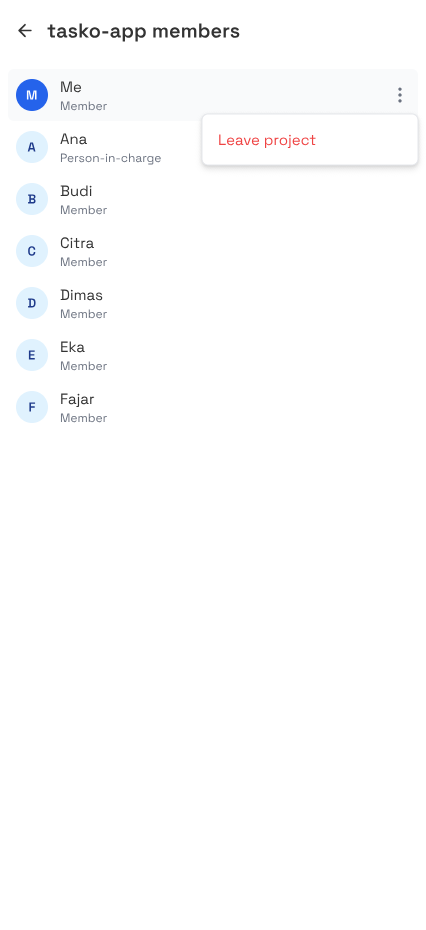 tasko-app members
M
Me
Member
Leave project
A
Ana
Person-in-charge
B
Budi
Member
C
Citra
Member
D
Dimas
Member
E
Eka
Member
F
Fajar
Member